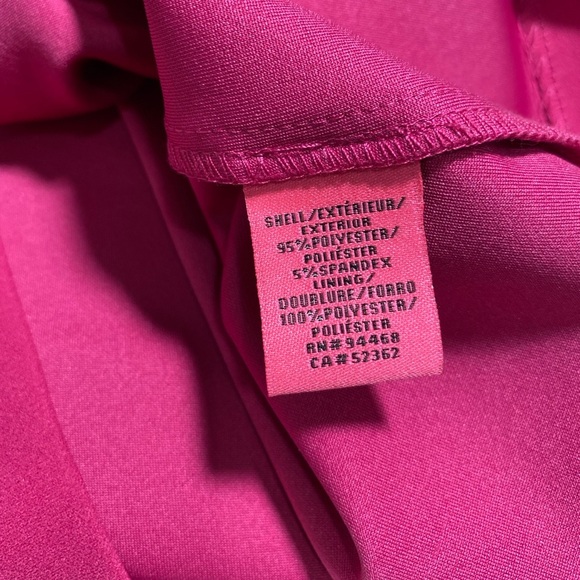 SHELL/EXTÉRIEUR/
EXTERIOR
95%POLYESTER/
POLIÉSTER
5%SPANDEX
LINING/
DOUBLURE/FORRO
100%POLYESTER/
POLIÉSTER
RN#94468
CA#52362